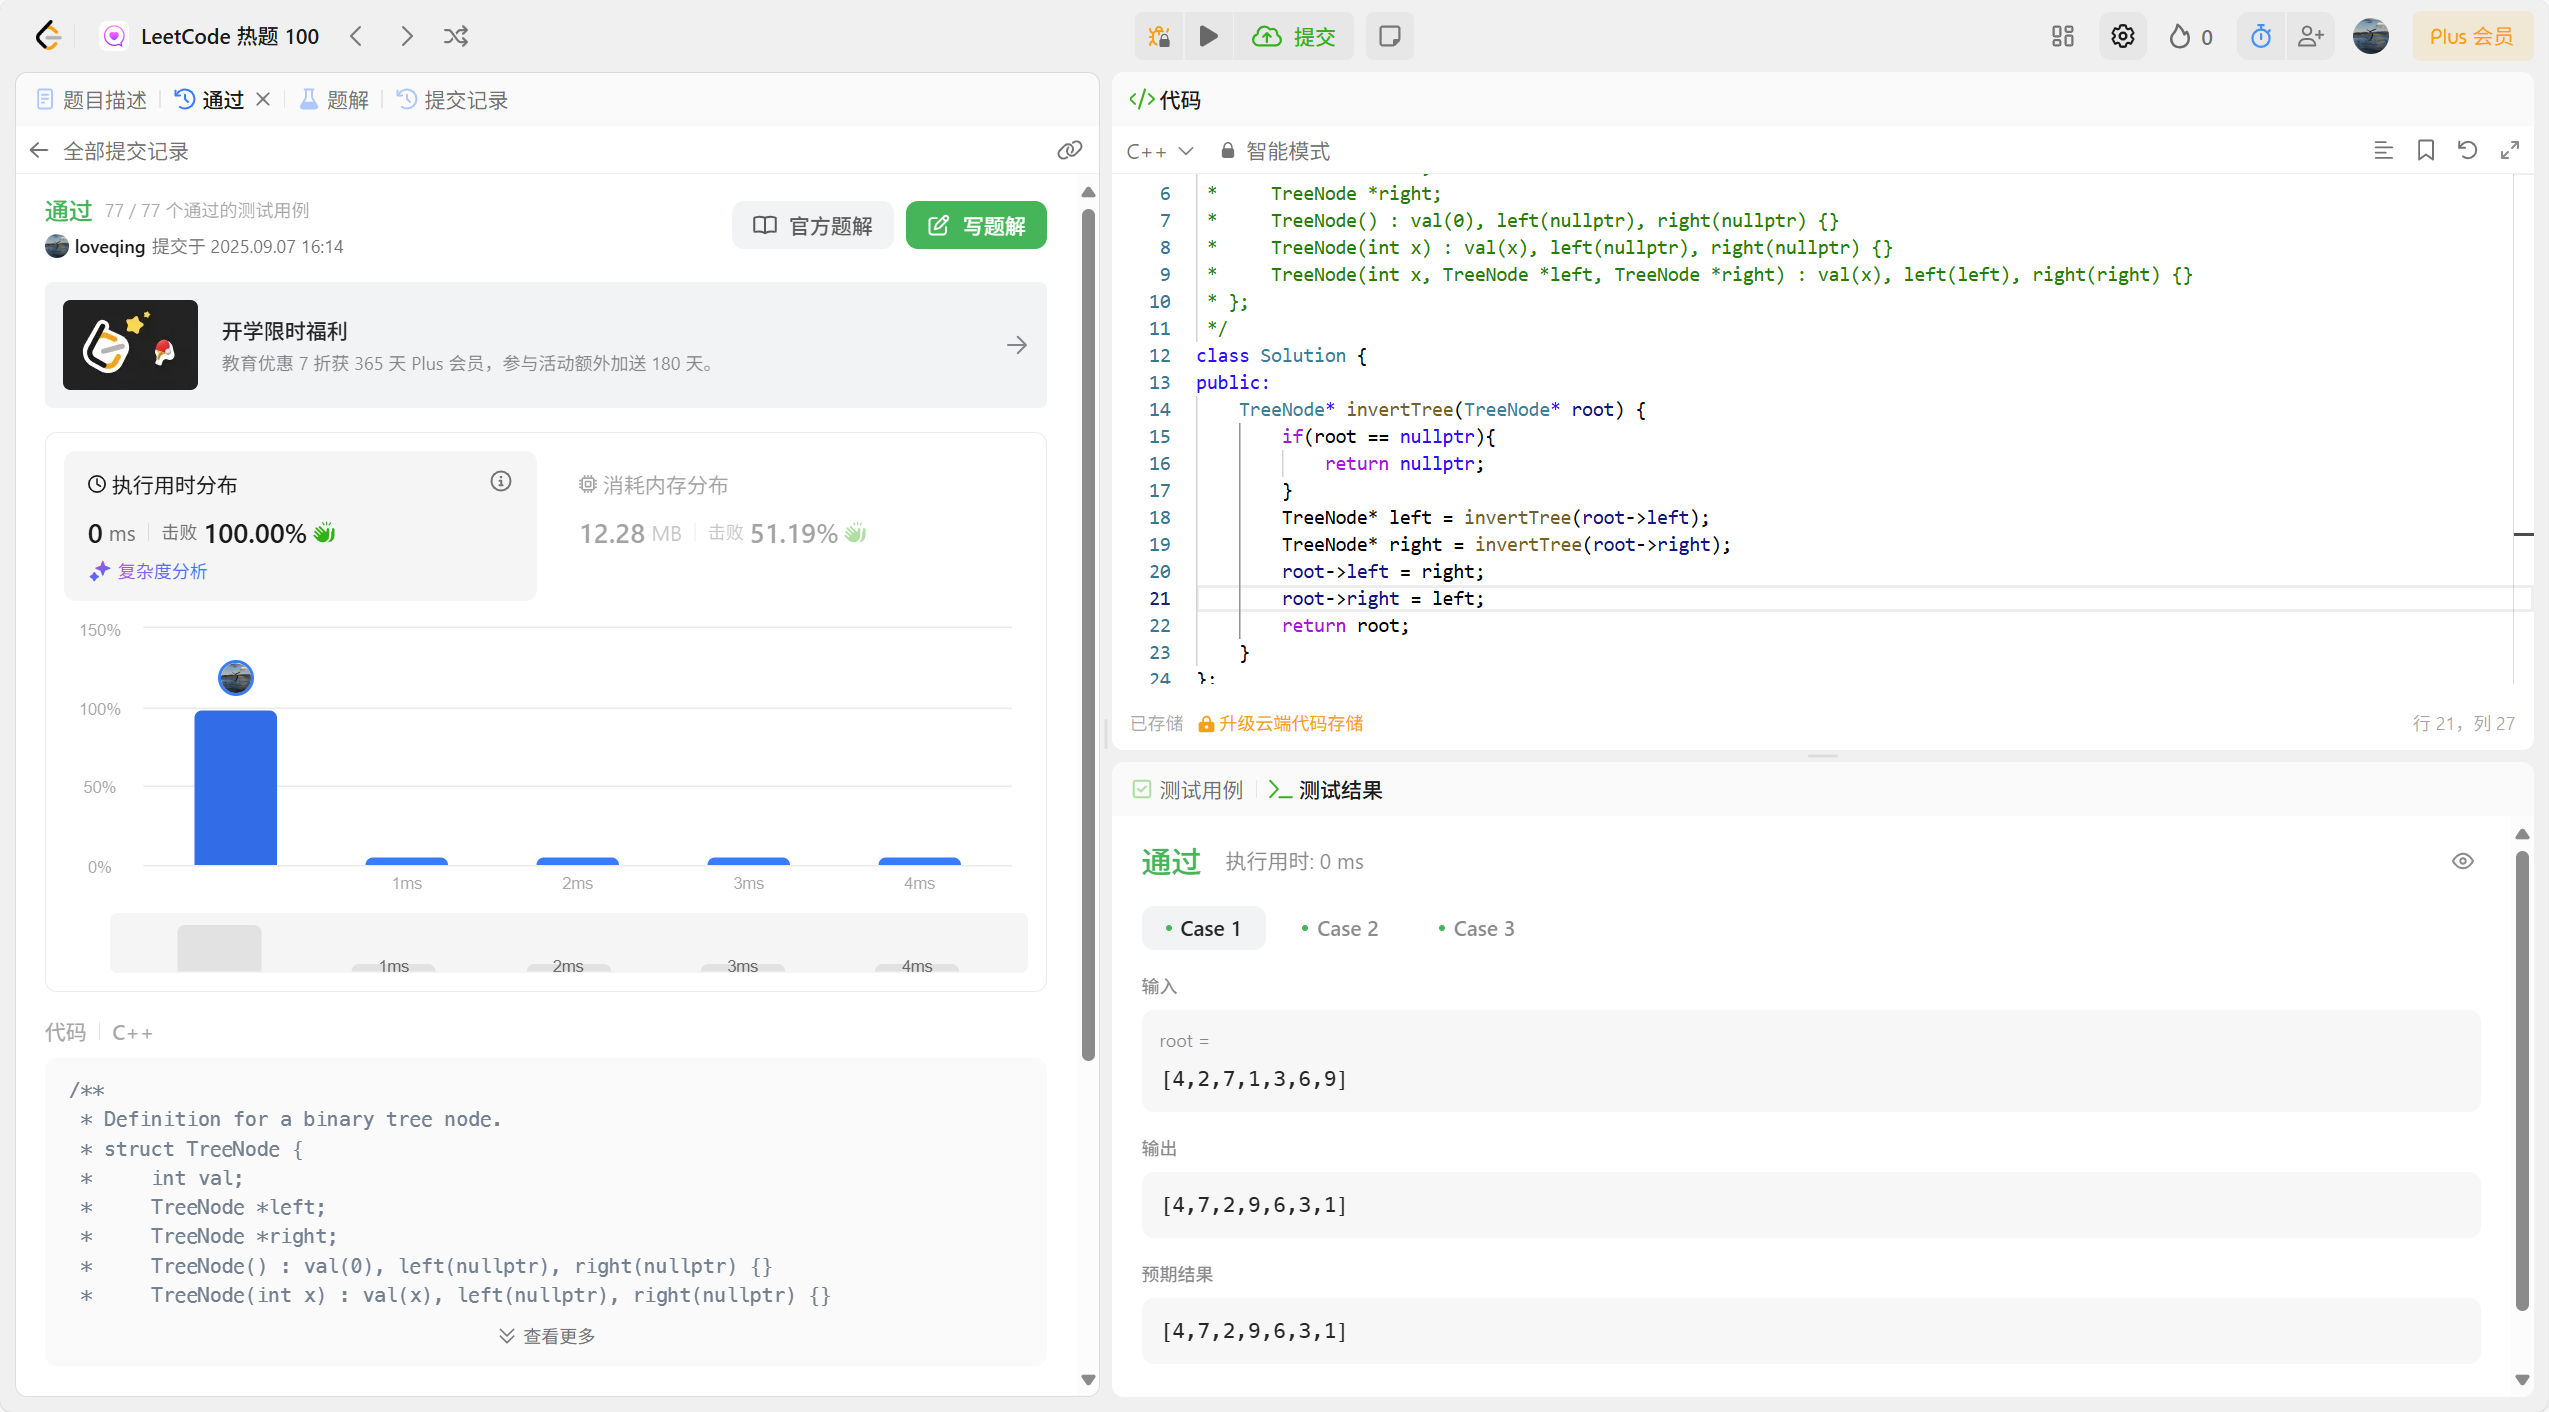 LeetCode 热题 100
提交
0
Plus 会员
题目描述
通过
题解
提交记录
全部提交记录
通过 77 / 77 个通过的测试用例
loveqing 提交于 2025.09.07 16:14
官方题解
写题解
开学限时福利
教育优惠 7 折获 365 天 Plus 会员，参与活动额外加送 180 天。
执行用时分布
0 ms 击败 100.00%
复杂度分析
消耗内存分布
12.28 MB 击败 51.19%
150%
100%
50%
0%
1ms 2ms 3ms 4ms
1ms 2ms 3ms 4ms
代码 C++
/**
 * Definition for a binary tree node.
 * struct TreeNode {
 *     int val;
 *     TreeNode *left;
 *     TreeNode *right;
 *     TreeNode() : val(0), left(nullptr), right(nullptr) {}
 *     TreeNode(int x) : val(x), left(nullptr), right(nullptr) {}
查看更多
</> 代码
C++ 智能模式
6 *     TreeNode *right;
7 *     TreeNode() : val(0), left(nullptr), right(nullptr) {}
8 *     TreeNode(int x) : val(x), left(nullptr), right(nullptr) {}
9 *     TreeNode(int x, TreeNode *left, TreeNode *right) : val(x), left(left), right(right) {}
10 * };
11 */
12 class Solution {
13 public:
14     TreeNode* invertTree(TreeNode* root) {
15         if(root == nullptr){
16             return nullptr;
17         }
18         TreeNode* left = invertTree(root->left);
19         TreeNode* right = invertTree(root->right);
20         root->left = right;
21         root->right = left;
22         return root;
23     }
24 };
已存储 升级云端代码存储
行 21，列 27
测试用例
测试结果
通过 执行用时: 0 ms
Case 1 Case 2 Case 3
输入
root =
[4,2,7,1,3,6,9]
输出
[4,7,2,9,6,3,1]
预期结果
[4,7,2,9,6,3,1]